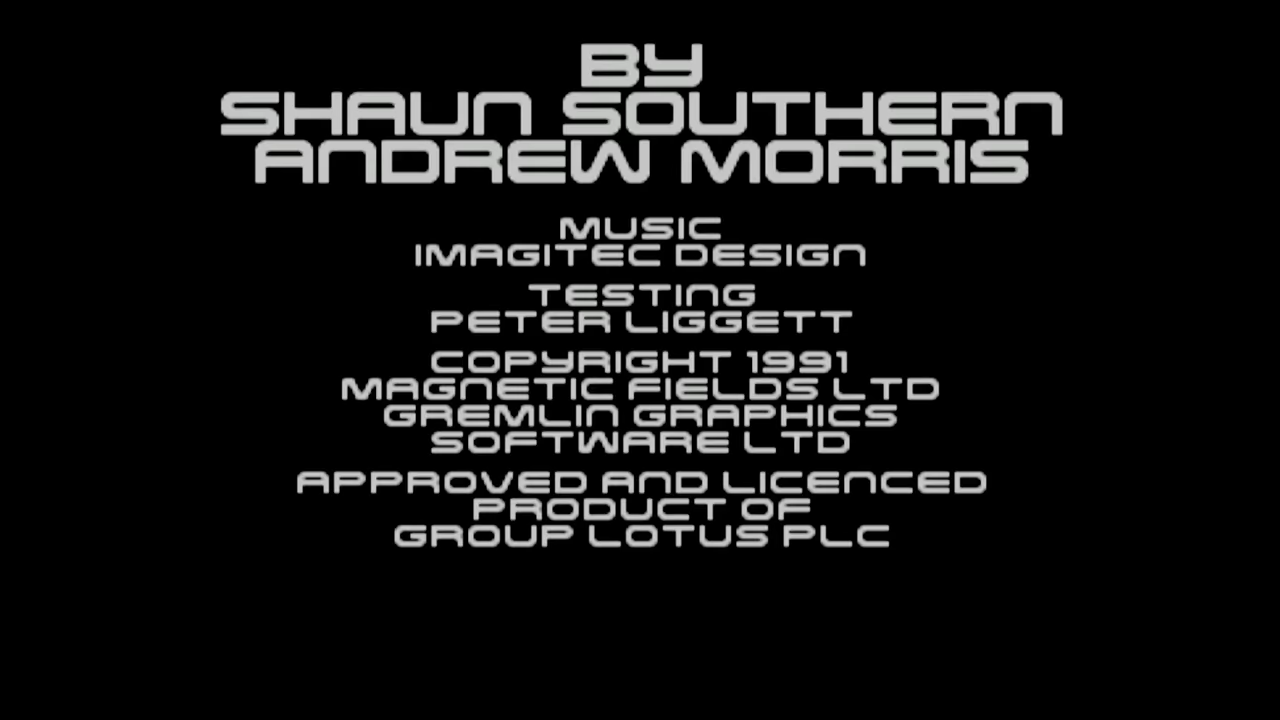 BY
SHAUN SOUTHERN
ANDREW MORRIS
MUSIC
IMAGITEC DESIGN
TESTING
PETER LIGGETT
COPYRIGHT 1991
MAGNETIC FIELDS LTD
GREMLIN GRAPHICS
SOFTWARE LTD
APPROVED AND LICENCED
PRODUCT OF
GROUP LOTUS PLC